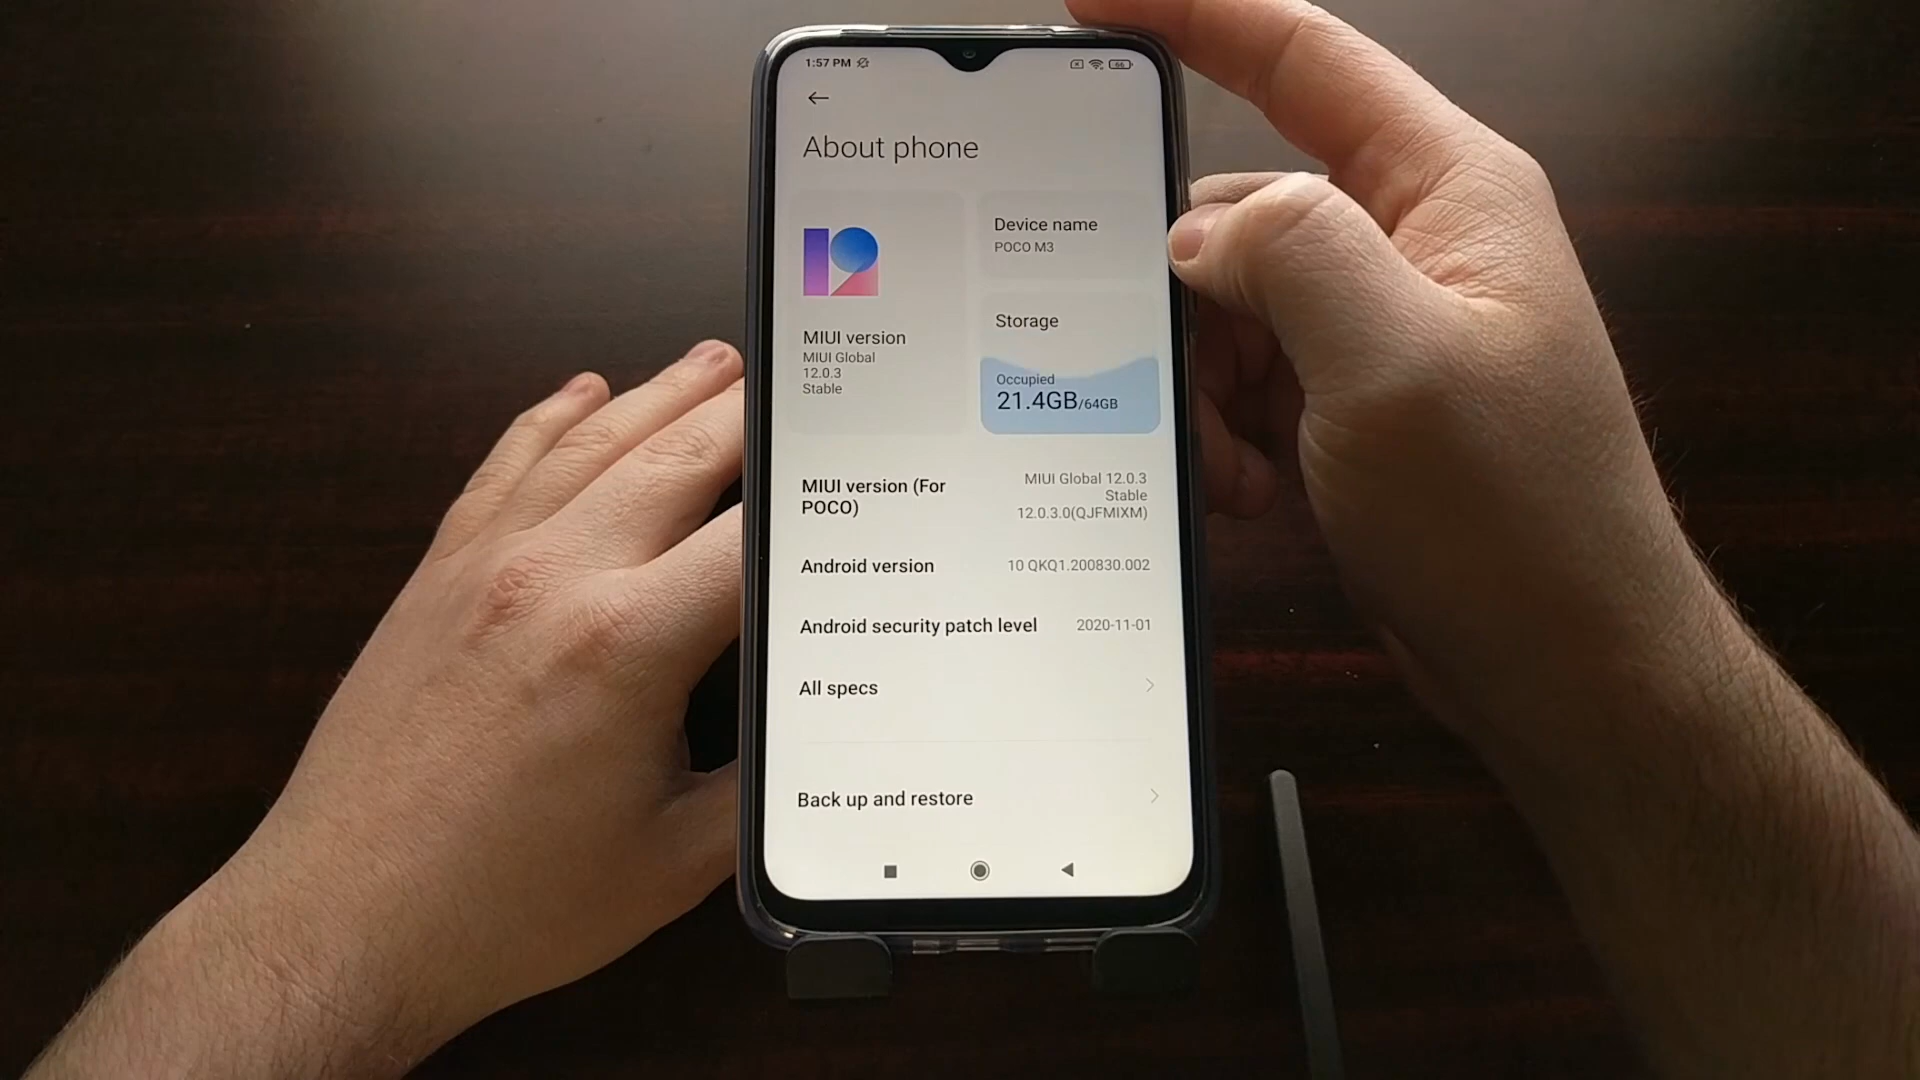 1:57 PM
66
About phone
12
Device name
POCO M3
MIUI version
MIUI Global
12.0.3
Stable
Storage
Occupied
21.4GB/64GB
MIUI version (For
POCO)
MIUI Global 12.0.3
Stable
12.0.3.0(QJFMIXM)
Android version
10 QKQ1.200830.002
Android security patch level
2020-11-01
All specs
Back up and restore